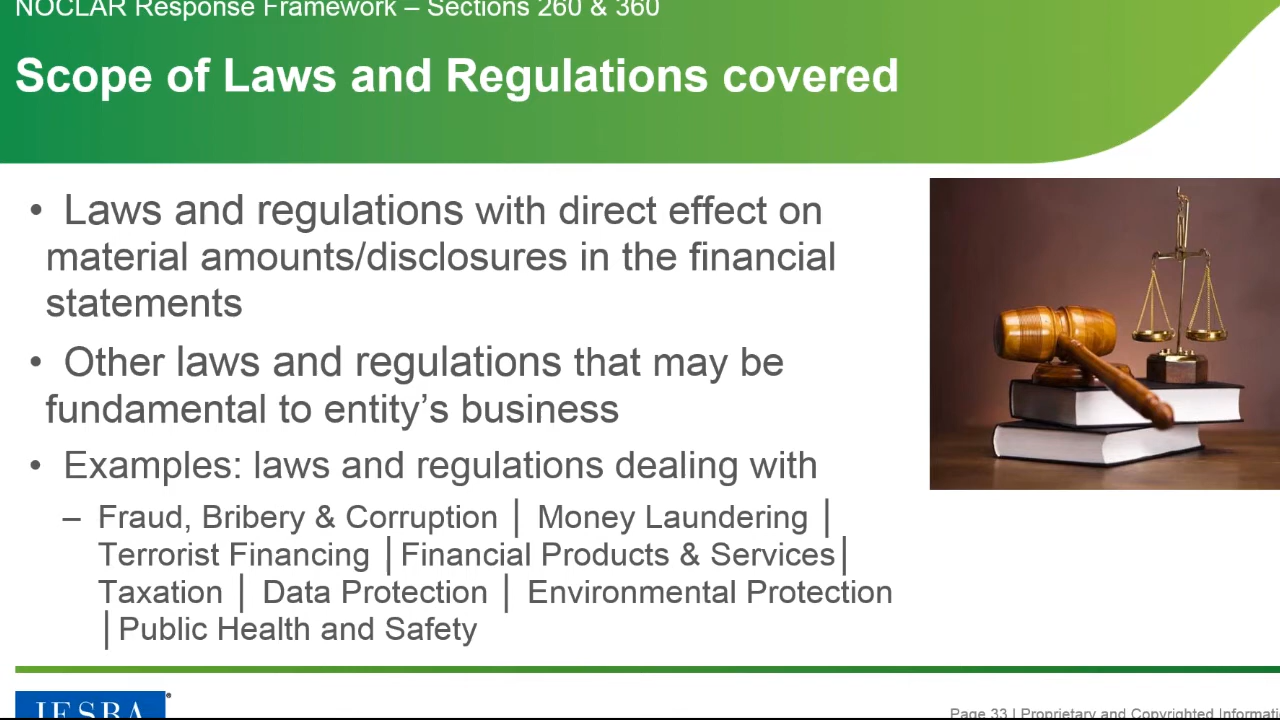 NOCLAR Response Framework – Sections 260 & 360
Scope of Laws and Regulations covered
• Laws and regulations with direct effect on
material amounts/disclosures in the financial
statements
• Other laws and regulations that may be
fundamental to entity’s business
• Examples: laws and regulations dealing with
– Fraud, Bribery & Corruption │ Money Laundering │
Terrorist Financing │Financial Products & Services│
Taxation │ Data Protection │ Environmental Protection
│Public Health and Safety
IESBA®
Page 33 | Proprietary and Copyrighted Informati